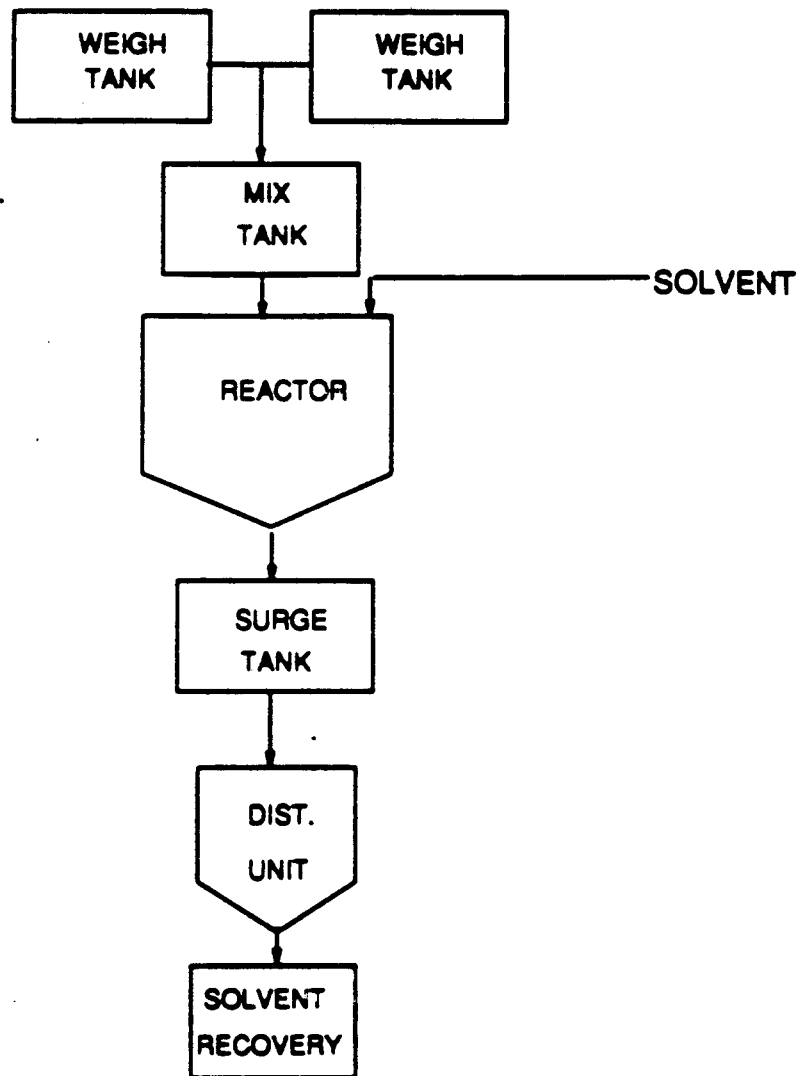 WEIGH
TANK
WEIGH
TANK
MIX
TANK
SOLVENT
REACTOR
SURGE
TANK
DIST.
UNIT
SOLVENT
RECOVERY